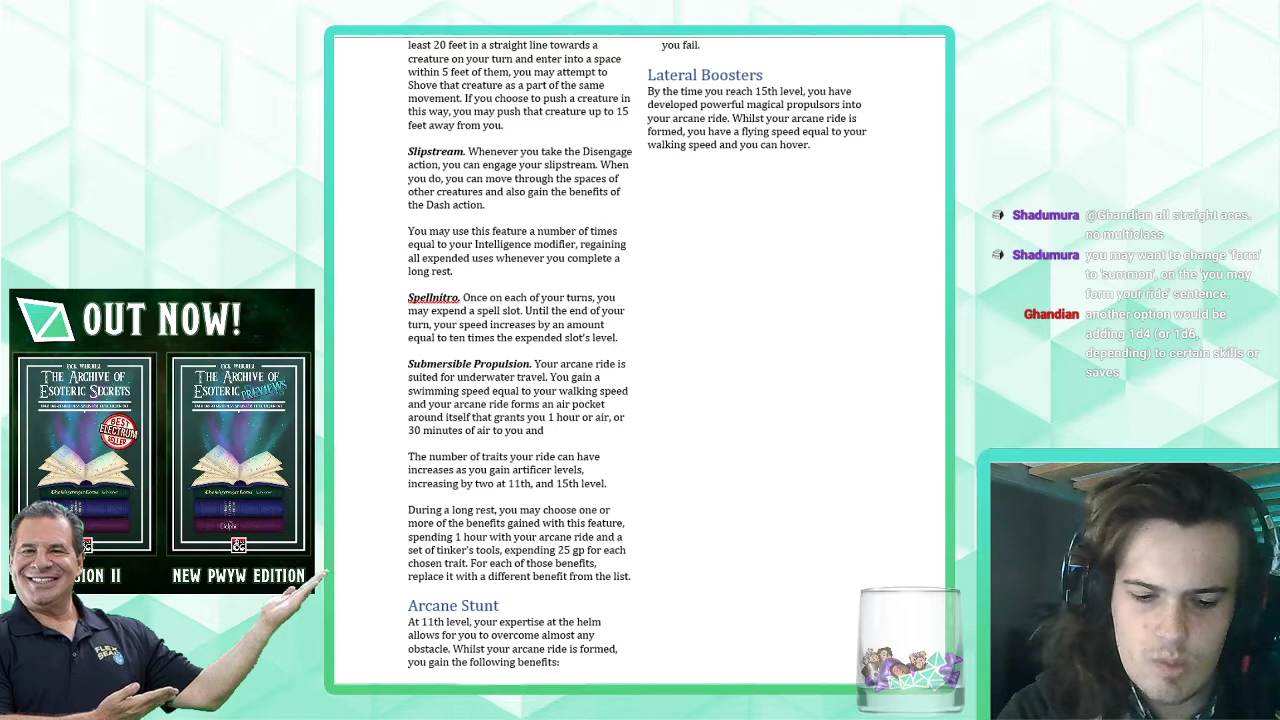 least 20 feet in a straight line towards a
creature on your turn and enter into a space
within 5 feet of them, you may attempt to
Shove that creature as a part of the same
movement. If you choose to push a creature in
this way, you may push that creature up to 15
feet away from you.
Slipstream. Whenever you take the Disengage
action, you can engage your slipstream. When
you do, you can move through the spaces of
other creatures and also gain the benefits of
the Dash action.
You may use this feature a number of times
equal to your Intelligence modifier, regaining
all expended uses whenever you complete a
long rest.
Spellnitro. Once on each of your turns, you
may expend a spell slot. Until the end of your
turn, your speed increases by an amount
equal to ten times the expended slot's level.
Submersible Propulsion. Your arcane ride is
suited for underwater travel. You gain a
swimming speed equal to your walking speed
and your arcane ride forms an air pocket
around itself that grants you 1 hour or air, or
30 minutes of air to you and
The number of traits your ride can have
increases as you gain artificer levels,
increasing by two at 11th, and 15th level.
During a long rest, you may choose one or
more of the benefits gained with this feature,
spending 1 hour with your arcane ride and a
set of tinker's tools, expending 25 gp for each
chosen trait. For each of those benefits,
replace it with a different benefit from the list.
Arcane Stunt
At 11th level, your expertise at the helm
allows for you to overcome almost any
obstacle. Whilst your arcane ride is formed,
you gain the following benefits:
you fail.
Lateral Boosters
By the time you reach 15th level, you have
developed powerful magical propulsors into
your arcane ride. Whilst your arcane ride is
formed, you have a flying speed equal to your
walking speed and you can hover.
Shadumura @Ghandian all straight aces.
no multiclass
Shadumura you may want to change 'form'
to 'summon', on the 'you may
form your ride' sentence.
Ghandian another option would be
adding 1d4 (or 1d6,
depending) to certain skills or
saves
OUT NOW!
THE ARCHIVE OF
ESOTERIC SECRETS
BEST
ELECTRUM
SELLER
THE ARCHIVE OF
ESOTERIC PREVIEWS
ION II
NEW PWYW EDITION
FLEX
SEAL